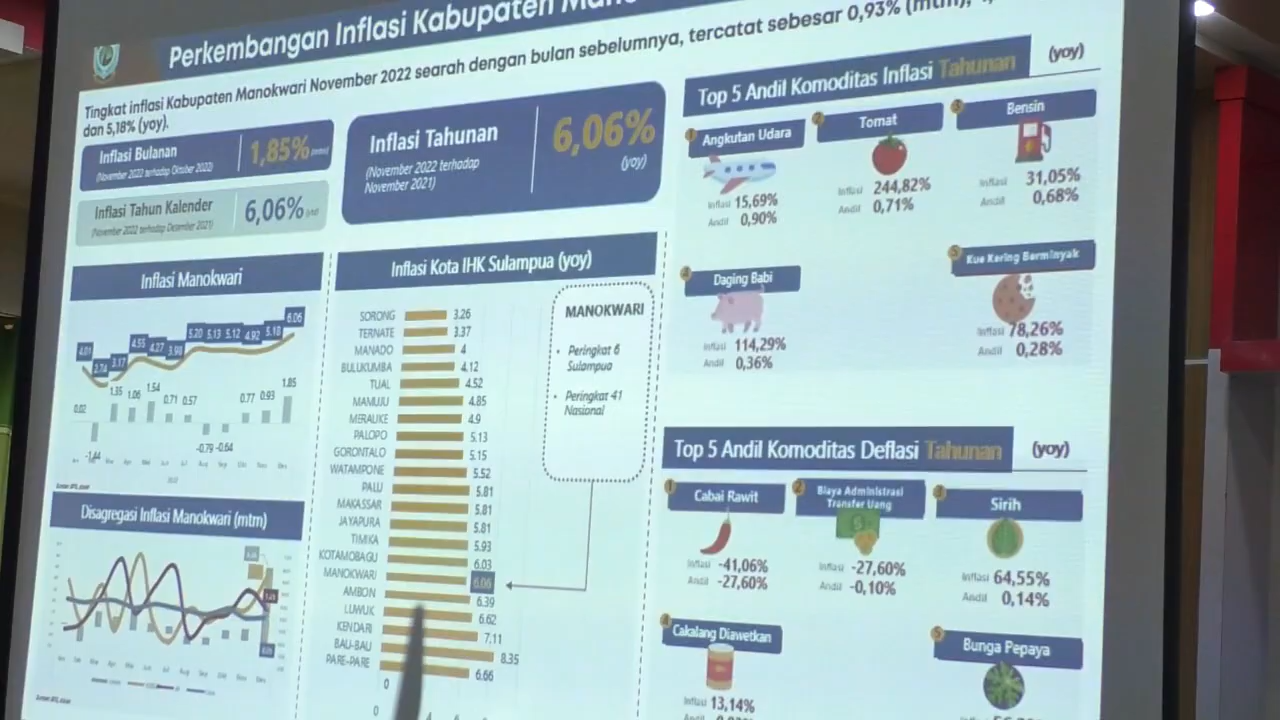 Perkembangan Inflasi Kabupaten
Tingkat inflasi Kabupaten Manokwari November 2022 searah dengan bulan sebelumnya, tercatat sebesar 0,93% (mtm),
dan 5,18% (yoy).
Inflasi Bulanan
(November 2022 terhadap Oktober 2022)
1,85%
Inflasi Tahun Kalender
(November 2022 terhadap Desember 2021)
6,06%
Inflasi Tahunan
(November 2022 terhadap
November 2021)
6,06%
(yoy)
Inflasi Manokwari
4.55 4.27 3.98 5.20 5.13 5.12 4.92 5.18 6.06
0.02 -1.44 1.35 1.06 1.54 0.71 0.57 -0.79 -0.64 0.77 0.93 1.85
Disagregasi Inflasi Manokwari (mtm)
Inflasi Kota IHK Sulampua (yoy)
SORONG 3.26
TERNATE 3.37
MANADO 4
BULUKUMBA 4.12
TUAL 4.52
MAMUJU 4.85
MERAUKE 4.9
PALOPO 5.13
GORONTALO 5.15
WATAMPONE 5.52
PALU 5.81
MAKASSAR 5.81
JAYAPURA 5.81
TIMIKA 5.93
KOTAMOBAGU 6.03
MANOKWARI 6.06
AMBON 6.39
LUWUK 6.62
KENDARI 7.11
BAU-BAU 8.35
PARE-PARE 6.66
0
0
MANOKWARI
• Peringkat 6
Sulampua
• Peringkat 41
Nasional
Top 5 Andil Komoditas Inflasi Tahunan (yoy)
1 Angkutan Udara
Inflasi 15,69%
Andil 0,90%
2 Tomat
Inflasi 244,82%
Andil 0,71%
3 Bensin
Inflasi 31,05%
Andil 0,68%
4 Daging Babi
Inflasi 114,29%
Andil 0,36%
5 Kue Kering Berminyak
Inflasi 78,26%
Andil 0,28%
Top 5 Andil Komoditas Deflasi Tahunan (yoy)
1 Cabai Rawit
Inflasi -41,06%
Andil -27,60%
2 Biaya Administrasi
Transfer Uang
Inflasi -27,60%
Andil -0,10%
3 Sirih
Inflasi 64,55%
Andil 0,14%
4 Cakalang Diawetkan
Inflasi 13,14%
5 Bunga Pepaya